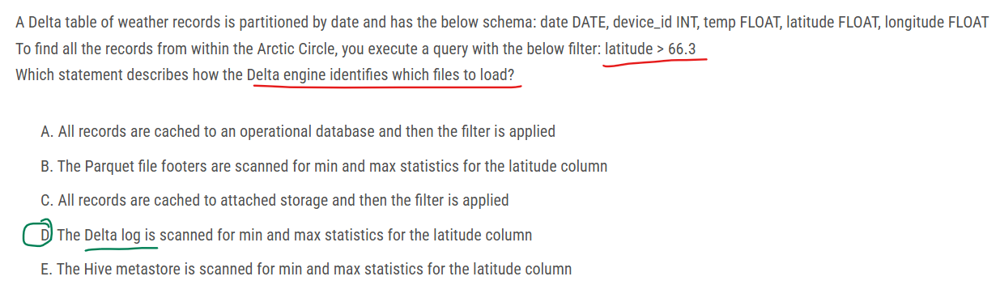 A Delta table of weather records is partitioned by date and has the below schema: date DATE, device_id INT, temp FLOAT, latitude FLOAT, longitude FLOAT
To find all the records from within the Arctic Circle, you execute a query with the below filter: latitude > 66.3
Which statement describes how the Delta engine identifies which files to load?
A. All records are cached to an operational database and then the filter is applied
B. The Parquet file footers are scanned for min and max statistics for the latitude column
C. All records are cached to attached storage and then the filter is applied
D. The Delta log is scanned for min and max statistics for the latitude column
E. The Hive metastore is scanned for min and max statistics for the latitude column